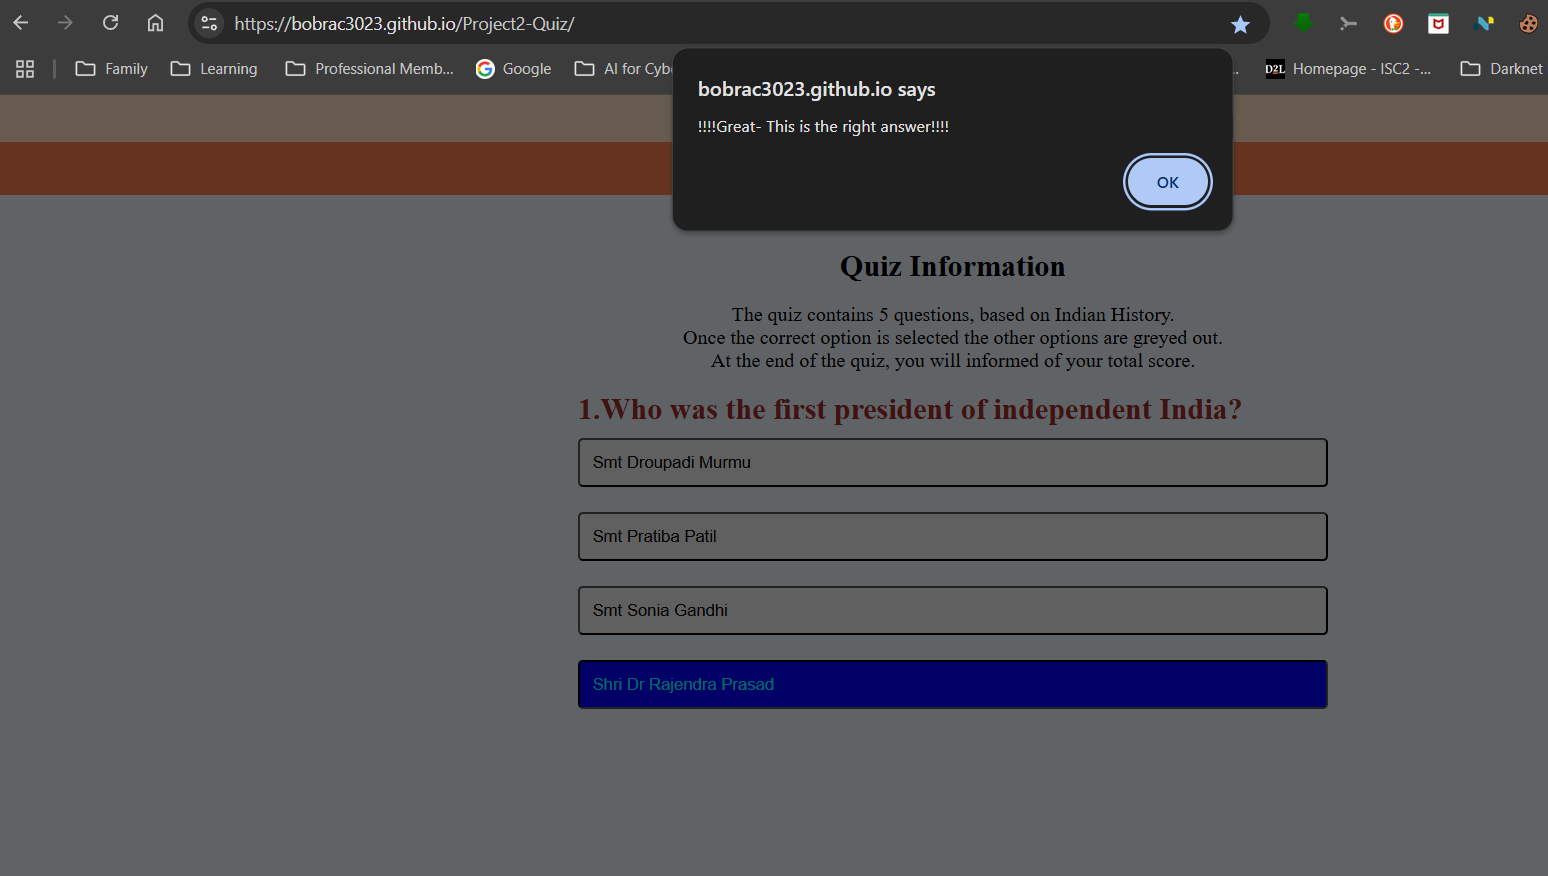 https://bobrac3023.github.io/Project2-Quiz/
Family
Learning
Professional Memb...
Google
AI for Cybe
D2L
Homepage - ISC2 -...
Darknet
bobrac3023.github.io says
!!!!Great- This is the right answer!!!!
OK
Quiz Information
The quiz contains 5 questions, based on Indian History.
Once the correct option is selected the other options are greyed out.
At the end of the quiz, you will informed of your total score.
1.Who was the first president of independent India?
Smt Droupadi Murmu
Smt Pratiba Patil
Smt Sonia Gandhi
Shri Dr Rajendra Prasad